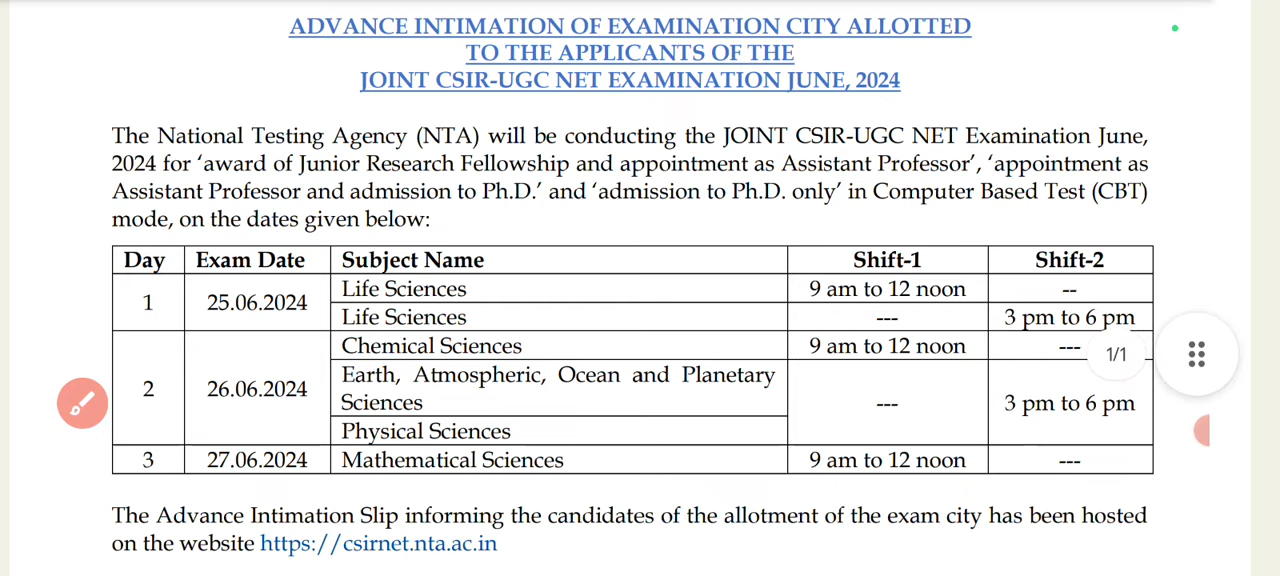 ADVANCE INTIMATION OF EXAMINATION CITY ALLOTTED
TO THE APPLICANTS OF THE
JOINT CSIR-UGC NET EXAMINATION JUNE, 2024
The National Testing Agency (NTA) will be conducting the JOINT CSIR-UGC NET Examination June,
2024 for ‘award of Junior Research Fellowship and appointment as Assistant Professor’, ‘appointment as
Assistant Professor and admission to Ph.D.’ and ‘admission to Ph.D. only’ in Computer Based Test (CBT)
mode, on the dates given below:
Day Exam Date Subject Name Shift-1 Shift-2
1 25.06.2024 Life Sciences 9 am to 12 noon --
Life Sciences --- 3 pm to 6 pm
2 26.06.2024 Chemical Sciences 9 am to 12 noon ---
1/1
Earth, Atmospheric, Ocean and Planetary
Sciences --- 3 pm to 6 pm
Physical Sciences
3 27.06.2024 Mathematical Sciences 9 am to 12 noon ---
The Advance Intimation Slip informing the candidates of the allotment of the exam city has been hosted
on the website https://csirnet.nta.ac.in